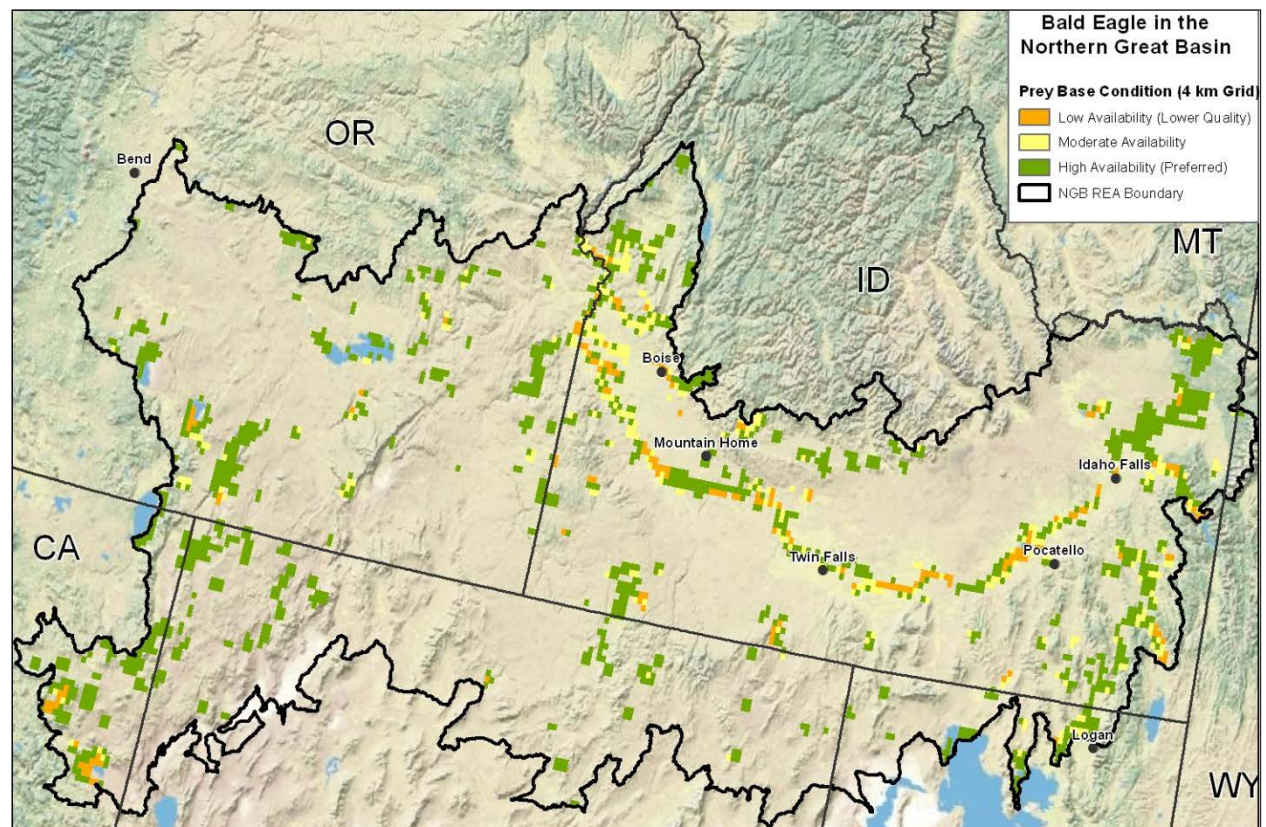 Bald Eagle in the
Northern Great Basin
Prey Base Condition (4 km Grid)
Low Availability (Lower Quality)
Moderate Availability
High Availability (Preferred)
NGB REA Boundary
OR
Bend
MT
ID
Boise
Mountain Home
Idaho Falls
CA
Twin Falls
Pocatello
Logan
WY